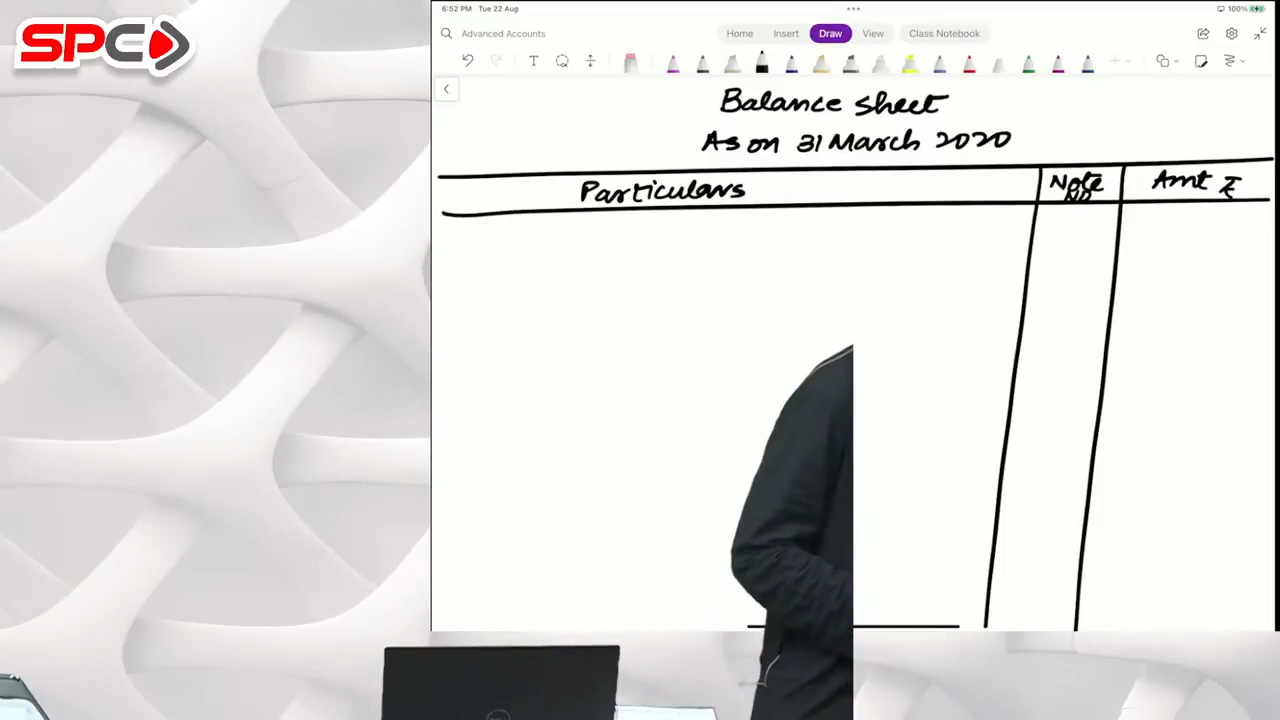 SPC
6:52 PM Tue 22 Aug
100%
Advanced Accounts
Home Insert Draw View Class Notebook
Balance sheet
As on 31 March 2020
Particulars Note No Amt ₹